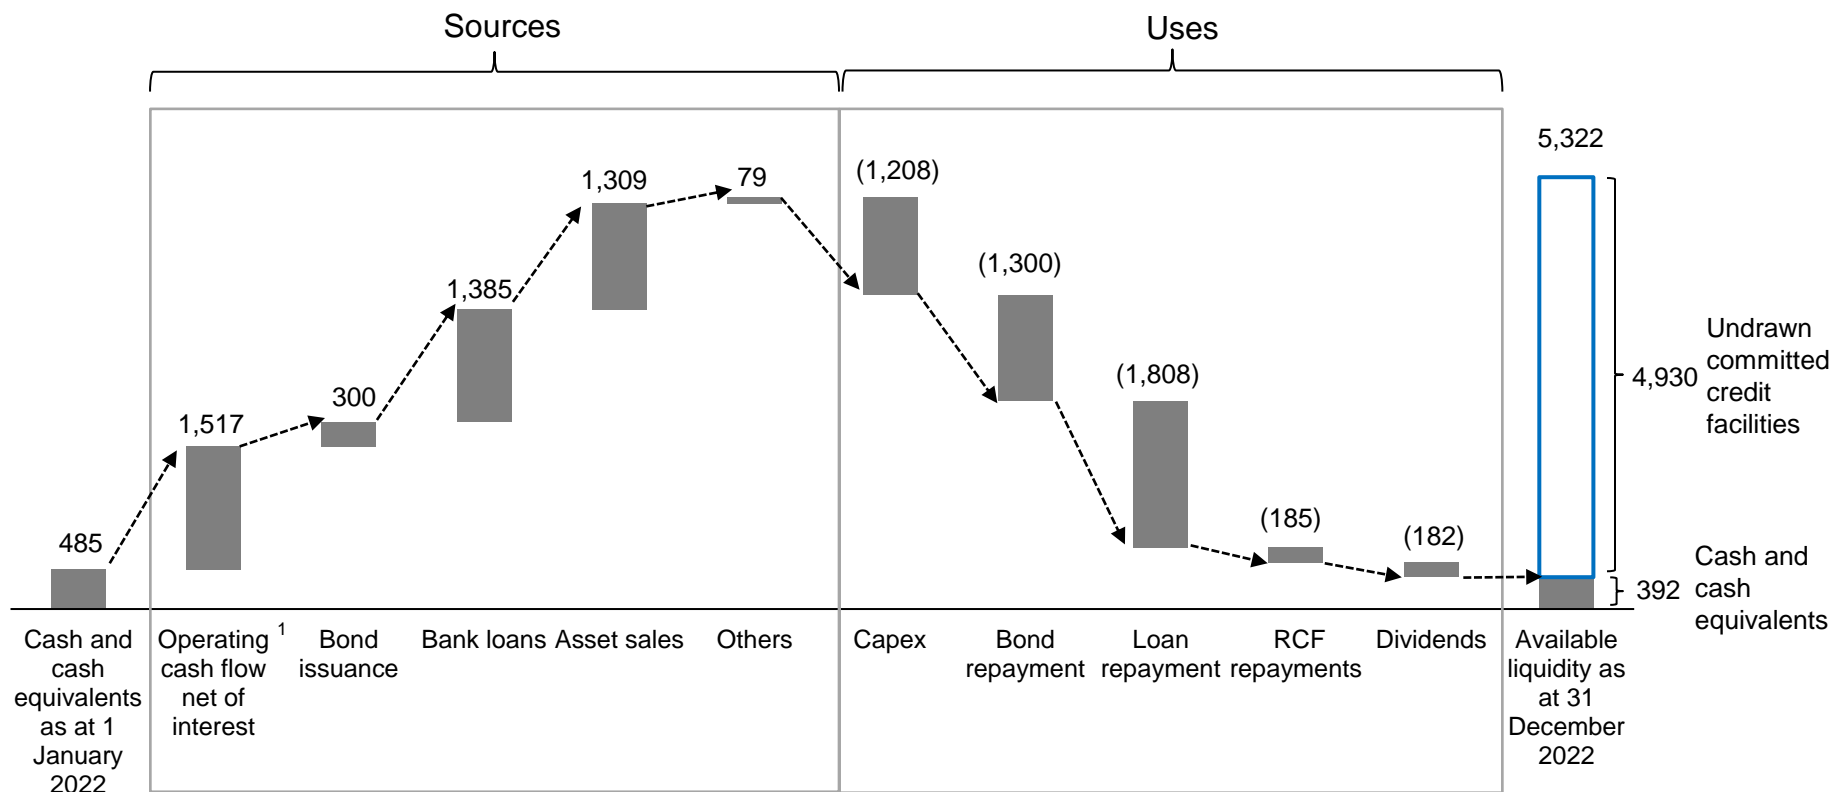 Sources
Uses
5,322
1,309
79
(1,208)
(1,300)
1,385
Undrawn
committed
credit
facilities
4,930
(1,808)
300
1,517
(185)
(182)
485
Cash and
cash
equivalents
392
Cash and
cash
equivalents
as at 1
January
2022
Operating 1
cash flow
net of
interest
Bond
issuance
Bank loans
Asset sales
Others
Capex
Bond
repayment
Loan
repayment
RCF
repayments
Dividends
Available
liquidity as
at 31
December
2022